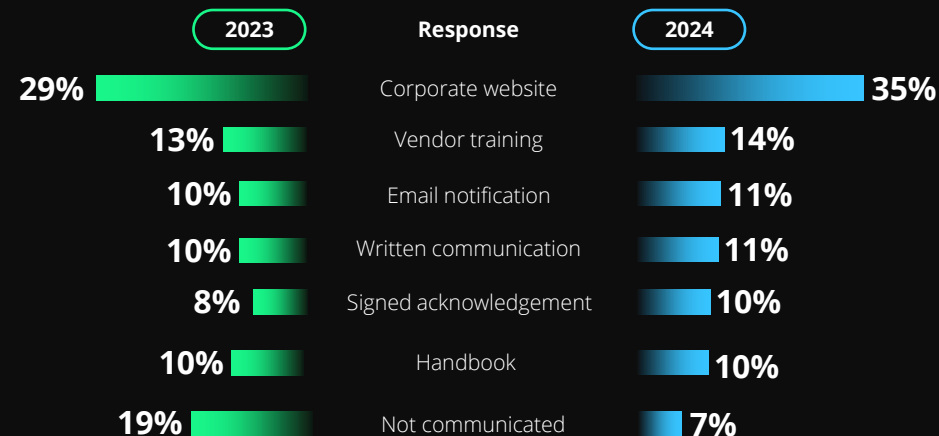 2023 Response 2024
29% Corporate website 35%
13% Vendor training 14%
10% Email notification 11%
10% Written communication 11%
8% Signed acknowledgement 10%
10% Handbook 10%
19% Not communicated 7%